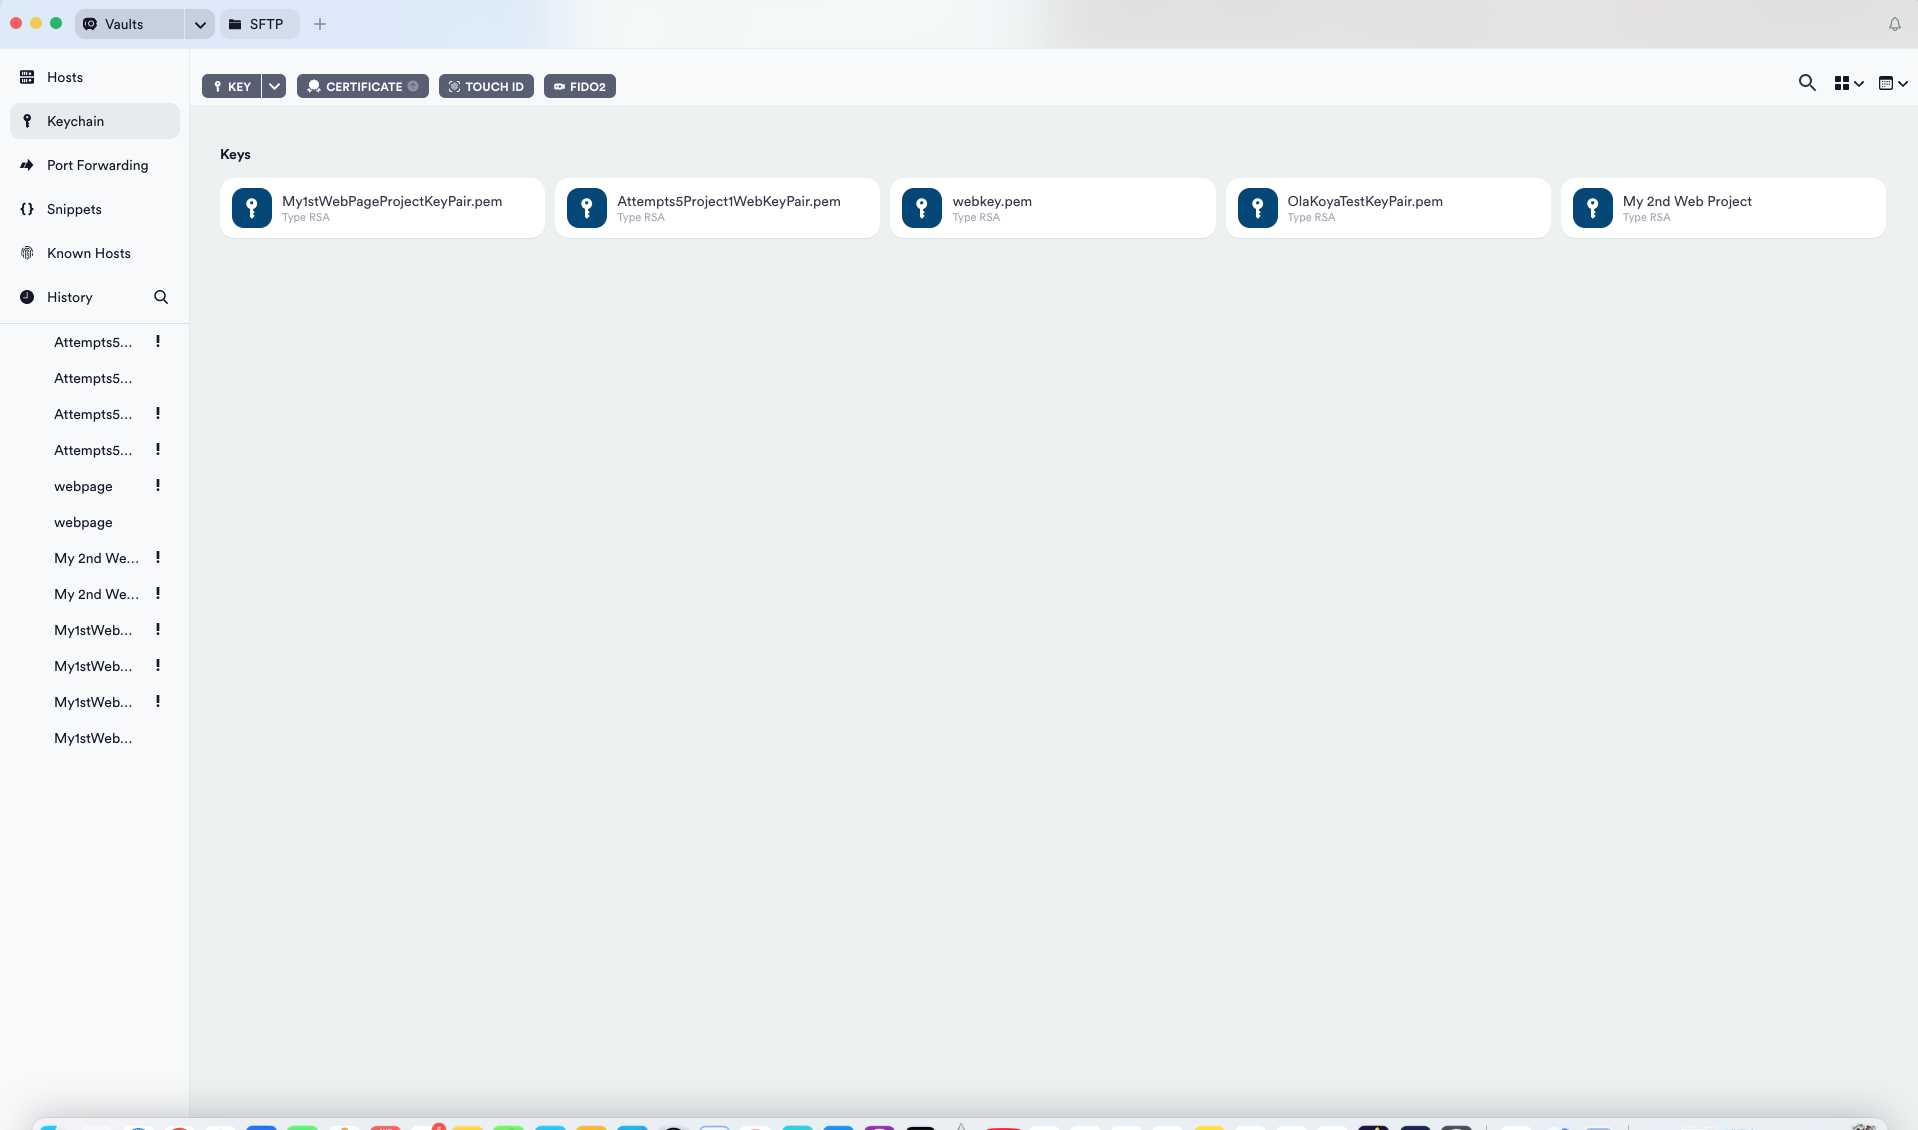 Vaults
SFTP
Hosts
Keychain
Port Forwarding
Snippets
Known Hosts
History
Attempts5... !
Attempts5...
Attempts5... !
Attempts5... !
webpage !
webpage
My 2nd We... !
My 2nd We... !
My1stWeb... !
My1stWeb... !
My1stWeb... !
My1stWeb...
KEY
CERTIFICATE
TOUCH ID
FIDO2
Keys
My1stWebPageProjectKeyPair.pem
Type RSA
Attempts5Project1WebKeyPair.pem
Type RSA
webkey.pem
Type RSA
OlaKoyaTestKeyPair.pem
Type RSA
My 2nd Web Project
Type RSA